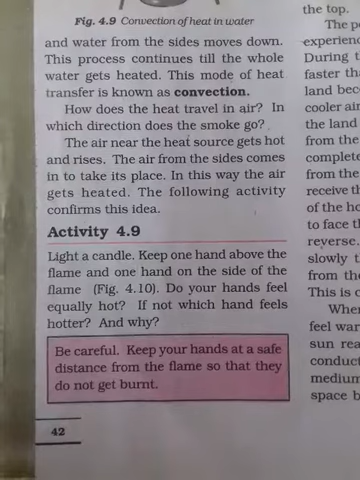 Fig. 4.9 Convection of heat in water
and water from the sides moves down.
This process continues till the whole
water gets heated. This mode of heat
transfer is known as convection.
How does the heat travel in air? In
which direction does the smoke go?
The air near the heat source gets hot
and rises. The air from the sides comes
in to take its place. In this way the air
gets heated. The following activity
confirms this idea.
Activity 4.9
Light a candle. Keep one hand above the
flame and one hand on the side of the
flame (Fig. 4.10). Do your hands feel
equally hot? If not which hand feels
hotter? And why?
Be careful. Keep your hands at a safe
distance from the flame so that they
do not get burnt.
42
the top.
The
experienc
During
faster tha
land bec
cooler air
the land
from the
complete
from the
receive th
of the
to face
reverse.
slowly
from the
This is
When
feel war
sun rea
conduct
medium
space b